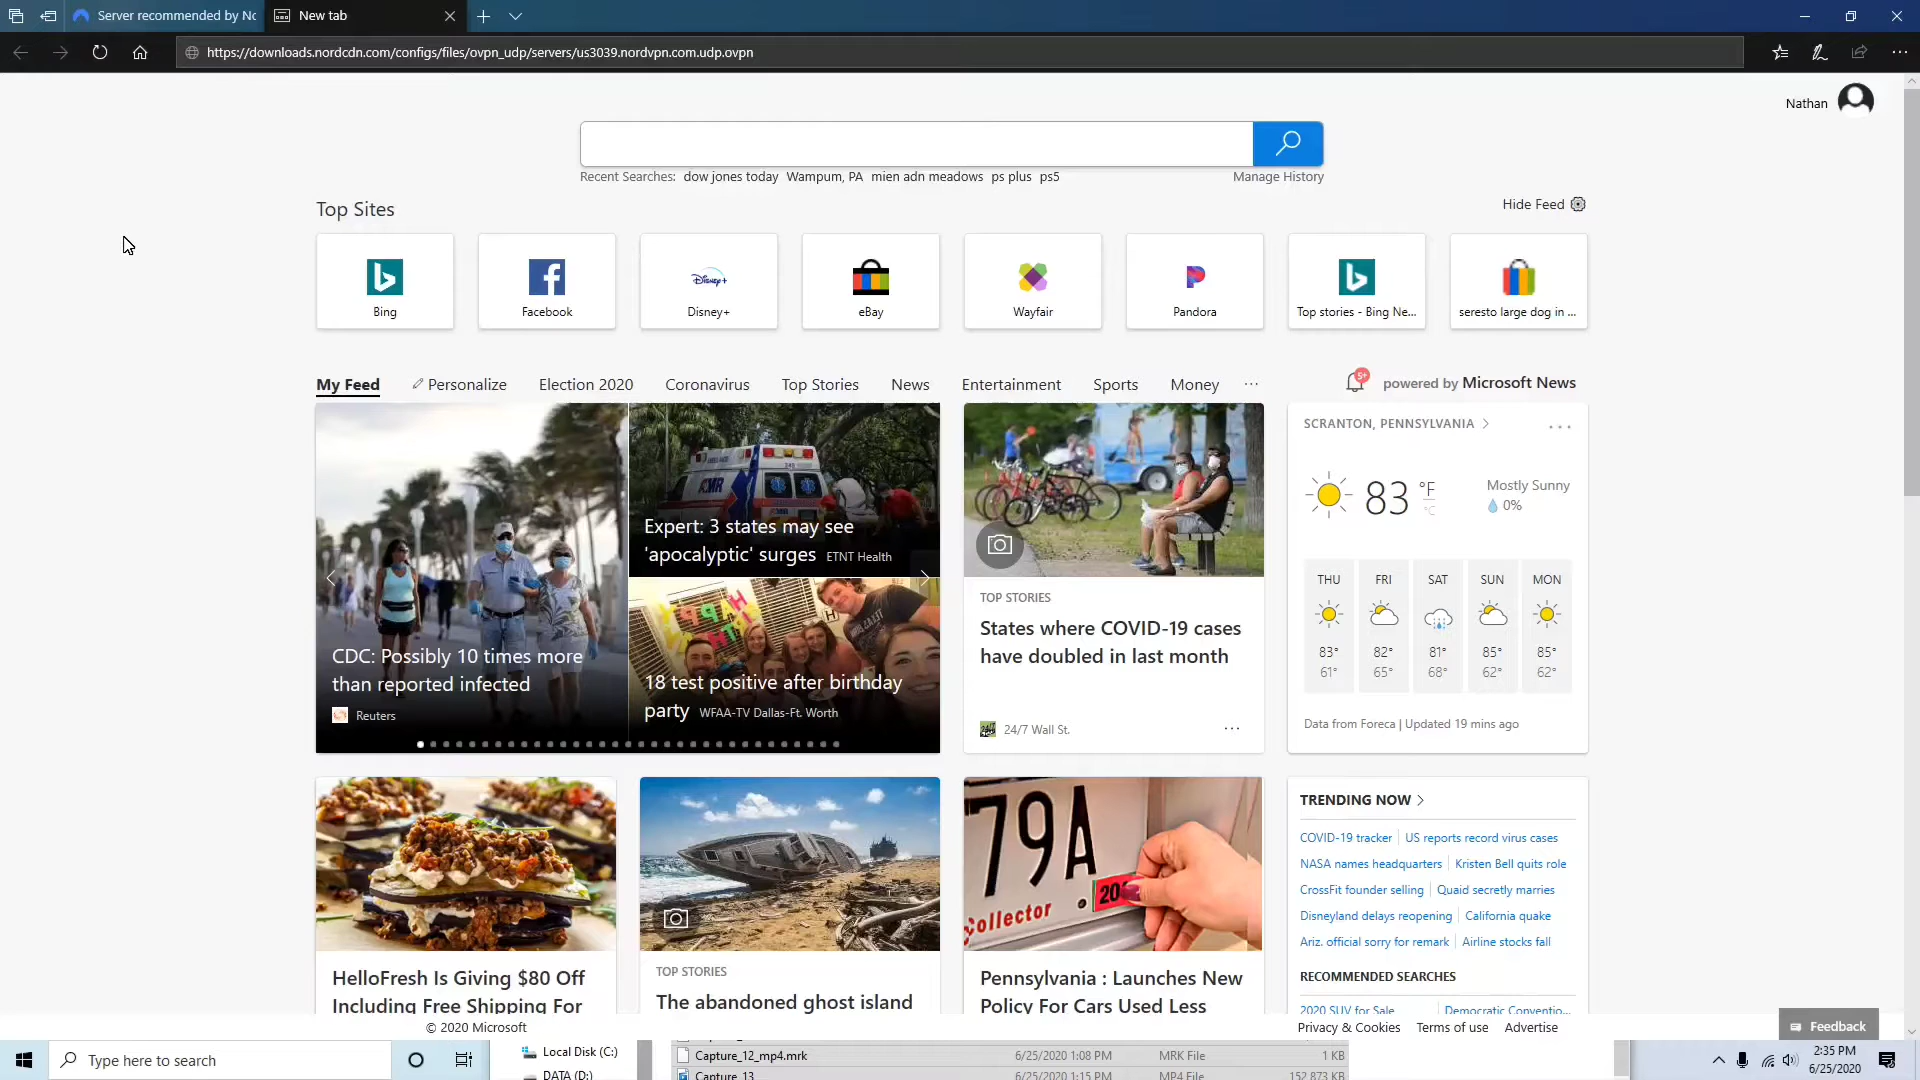 Server recommended by No
New tab
https://downloads.nordcdn.com/configs/files/ovpn_udp/servers/us3039.nordvpn.com.udp.ovpn
Nathan
Recent Searches: dow jones today Wampum, PA mien adn meadows ps plus ps5 Manage History
Top Sites
Hide Feed
Bing
Facebook
Disney+
Disney+
eBay
Wayfair
Pandora
Top stories - Bing Ne...
seresto large dog in ...
My Feed Personalize Election 2020 Coronavirus Top Stories News Entertainment Sports Money ...
5+
powered by Microsoft News
CDC: Possibly 10 times more
than reported infected
Reuters
Expert: 3 states may see
'apocalyptic' surges ETNT Health
18 test positive after birthday
party WFAA-TV Dallas-Ft. Worth
TOP STORIES
States where COVID-19 cases
have doubled in last month
24/7 Wall St.
SCRANTON, PENNSYLVANIA
83 °F
°C
Mostly Sunny
0%
THU FRI SAT SUN MON
83° 82° 81° 85° 85°
61° 65° 68° 62° 62°
Data from Foreca | Updated 19 mins ago
HelloFresh Is Giving $80 Off
Including Free Shipping For
TOP STORIES
The abandoned ghost island
79A
Collector
Pennsylvania : Launches New
Policy For Cars Used Less
TRENDING NOW
COVID-19 tracker US reports record virus cases
NASA names headquarters Kristen Bell quits role
CrossFit founder selling Quaid secretly marries
Disneyland delays reopening California quake
Ariz. official sorry for remark Airline stocks fall
RECOMMENDED SEARCHES
2020 SUV for Sale Democratic Conventio...
© 2020 Microsoft
Privacy & Cookies Terms of use Advertise
Feedback
Type here to search
Local Disk (C:)
DATA (D:)
Capture_12_mp4.mrk 6/25/2020 1:08 PM MRK File 1 KB
Capture_13 6/25/2020 1:15 PM MP4 File 152,873 KB
2:35 PM
6/25/2020